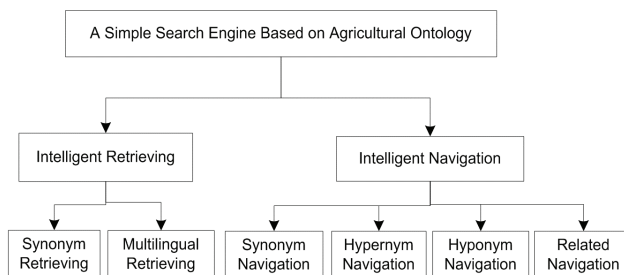 A Simple Search Engine Based on Agricultural Ontology
Intelligent Retrieving
Intelligent Navigation
Synonym
Retrieving
Multilingual
Retrieving
Synonym
Navigation
Hypernym
Navigation
Hyponym
Navigation
Related
Navigation